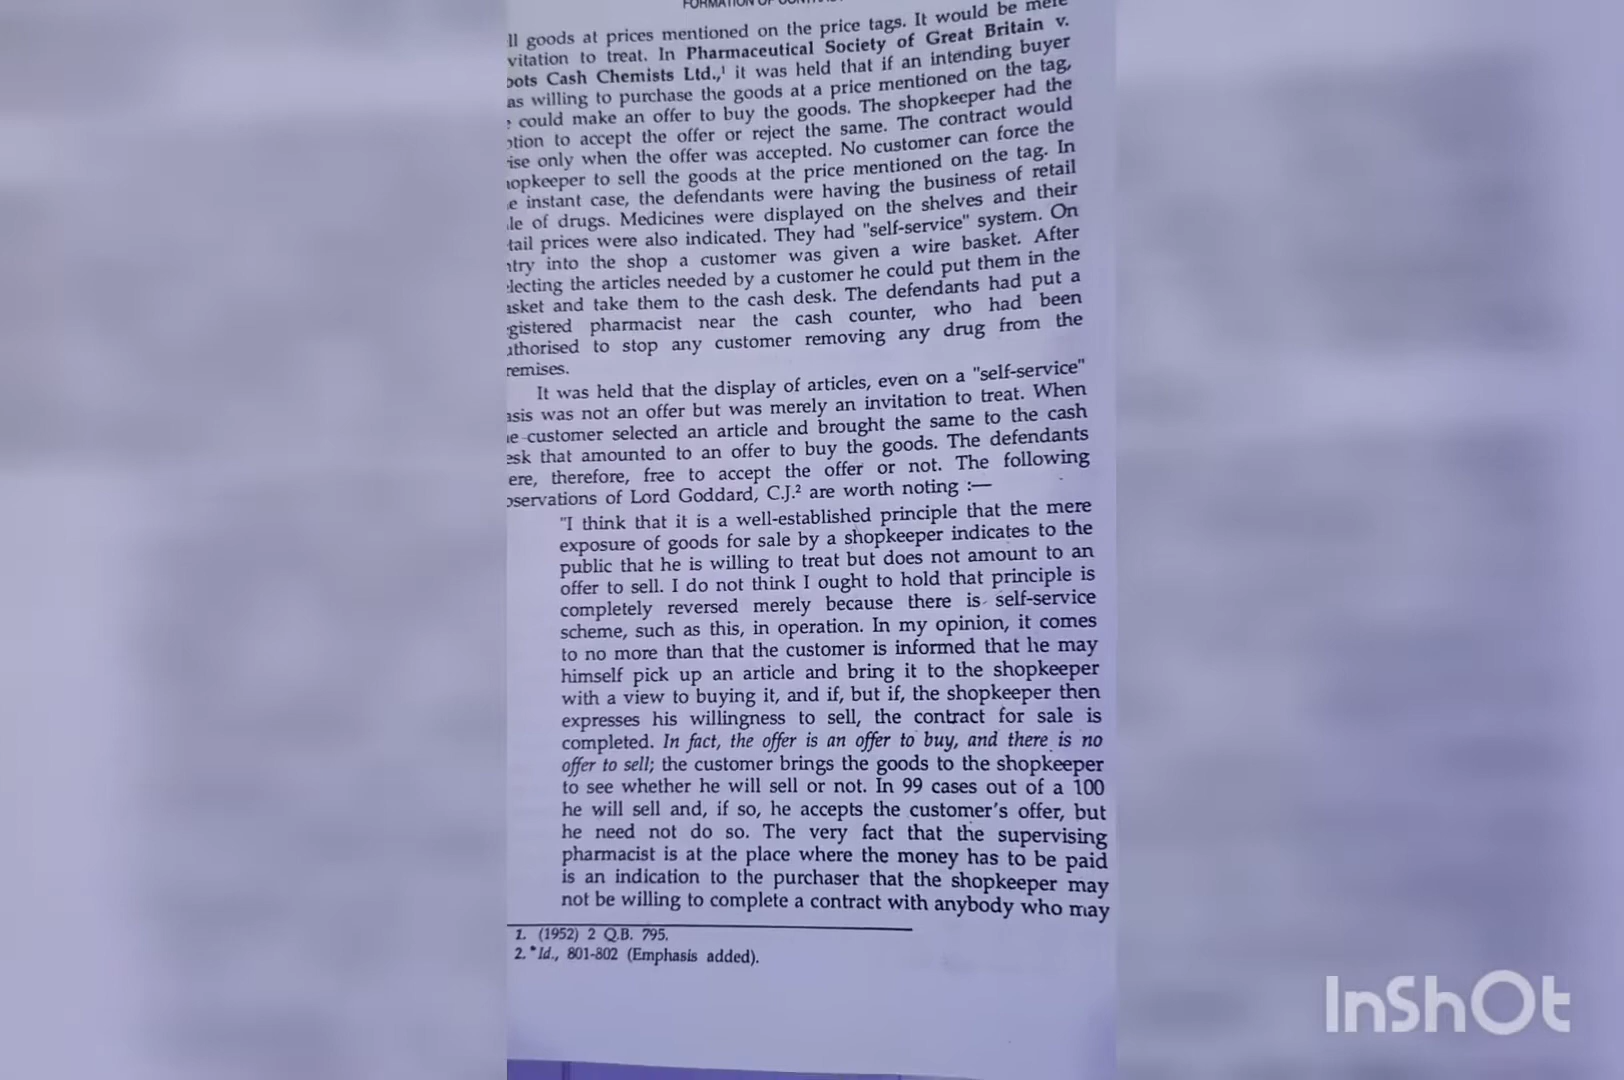 FORMATION OF
ll goods at prices mentioned on the price tags. It would be mere
vitation to treat. In Pharmaceutical Society of Great Britain v.
oots Cash Chemists Ltd.,¹ it was held that if an intending buyer
as willing to purchase the goods at a price mentioned on the tag,
e could make an offer to buy the goods. The shopkeeper had the
ption to accept the offer or reject the same. The contract would
rise only when the offer was accepted. No customer can force the
hopkeeper to sell the goods at the price mentioned on the tag. In
e instant case, the defendants were having the business of retail
le of drugs. Medicines were displayed on the shelves and their
tail prices were also indicated. They had "self-service" system. On
ntry into the shop a customer was given a wire basket. After
lecting the articles needed by a customer he could put them in the
asket and take them to the cash desk. The defendants had put a
gistered pharmacist near the cash counter, who had been
uthorised to stop any customer removing any drug from the
remises.
It was held that the display of articles, even on a "self-service"
asis was not an offer but was merely an invitation to treat. When
e customer selected an article and brought the same to the cash
esk that amounted to an offer to buy the goods. The defendants
ere, therefore, free to accept the offer or not. The following
bservations of Lord Goddard, C.J.² are worth noting :—
"I think that it is a well-established principle that the mere
exposure of goods for sale by a shopkeeper indicates to the
public that he is willing to treat but does not amount to an
offer to sell. I do not think I ought to hold that principle is
completely reversed merely because there is self-service
scheme, such as this, in operation. In my opinion, it comes
to no more than that the customer is informed that he may
himself pick up an article and bring it to the shopkeeper
with a view to buying it, and if, but if, the shopkeeper then
expresses his willingness to sell, the contract for sale is
completed. In fact, the offer is an offer to buy, and there is no
offer to sell; the customer brings the goods to the shopkeeper
to see whether he will sell or not. In 99 cases out of a 100
he will sell and, if so, he accepts the customer's offer, but
he need not do so. The very fact that the supervising
pharmacist is at the place where the money has to be paid
is an indication to the purchaser that the shopkeeper may
not be willing to complete a contract with anybody who may
1. (1952) 2 Q.B. 795.
2. Id., 801-802 (Emphasis added).
InShOt